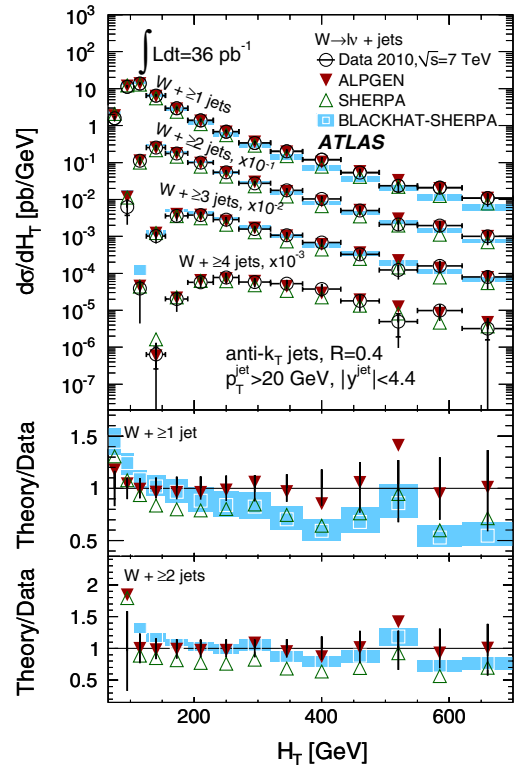 ∫Ldt=36 pb⁻¹
W→lν + jets
Data 2010,√s=7 TeV
ALPGEN
SHERPA
BLACKHAT-SHERPA
ATLAS
W + ≥1 jets
W + ≥2 jets, x10⁻¹
W + ≥3 jets, x10⁻²
W + ≥4 jets, x10⁻³
anti-k_T jets, R=0.4
p_T^jet>20 GeV, |y^jet|<4.4
dσ/dH_T [pb/GeV]
10⁴
10³
10²
10
1
10⁻¹
10⁻²
10⁻³
10⁻⁴
10⁻⁵
10⁻⁶
10⁻⁷
W + ≥1 jet
Theory/Data
1.5
1
0.5
W + ≥2 jets
Theory/Data
2
1.5
1
0.5
200 400 600
H_T [GeV]